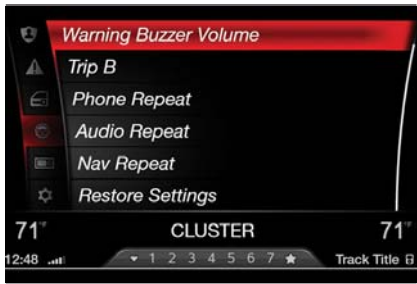 Warning Buzzer Volume
Trip B
Phone Repeat
Audio Repeat
Nav Repeat
Restore Settings
71°F CLUSTER 71°F
12:48 1 2 3 4 5 6 7 Track Title